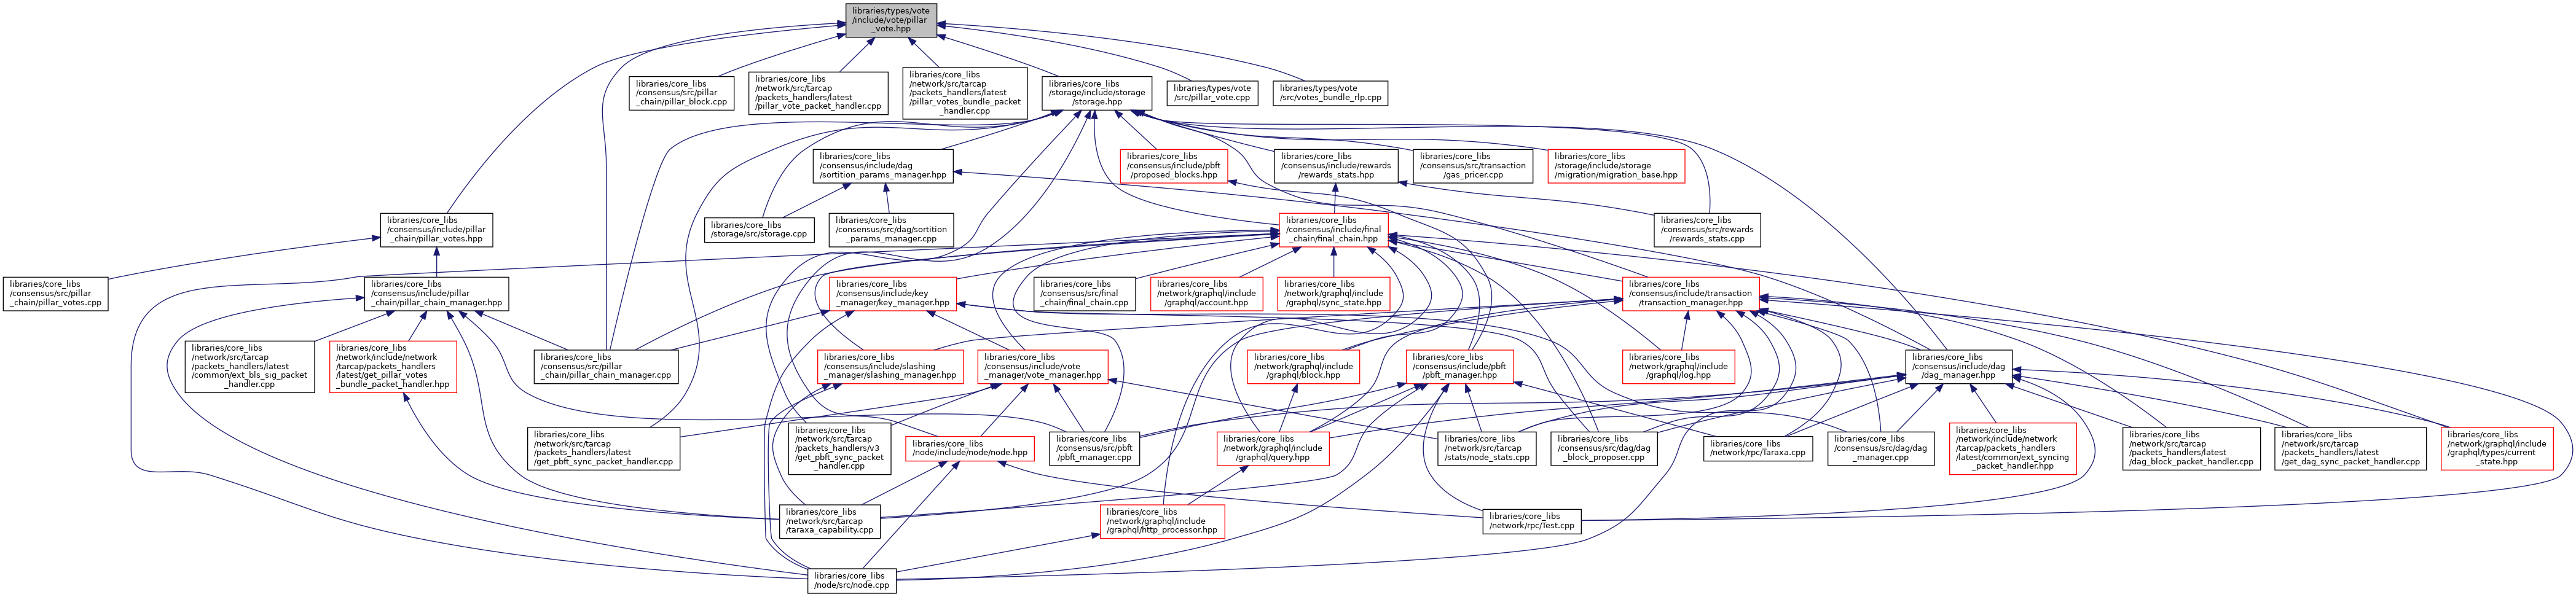 libraries/types/vote
/include/vote/pillar
_vote.hpp
libraries/core_libs
/consensus/src/pillar
_chain/pillar_block.cpp
libraries/core_libs
/network/src/tarcap
/packets_handlers/latest
/pillar_vote_packet_handler.cpp
libraries/core_libs
/network/src/tarcap
/packets_handlers/latest
/pillar_votes_bundle_packet
_handler.cpp
libraries/core_libs
/storage/include/storage
/storage.hpp
libraries/types/vote
/src/pillar_vote.cpp
libraries/types/vote
/src/votes_bundle_rlp.cpp
libraries/core_libs
/consensus/include/dag
/sortition_params_manager.hpp
libraries/core_libs
/consensus/include/pbft
/proposed_blocks.hpp
libraries/core_libs
/consensus/include/rewards
/rewards_stats.hpp
libraries/core_libs
/consensus/src/transaction
/gas_pricer.cpp
libraries/core_libs
/storage/include/storage
/migration/migration_base.hpp
libraries/core_libs
/consensus/include/pillar
_chain/pillar_votes.hpp
libraries/core_libs
/storage/src/storage.cpp
libraries/core_libs
/consensus/src/dag/sortition
_params_manager.cpp
libraries/core_libs
/consensus/include/final
_chain/final_chain.hpp
libraries/core_libs
/consensus/src/rewards
/rewards_stats.cpp
libraries/core_libs
/consensus/src/pillar
_chain/pillar_votes.cpp
libraries/core_libs
/consensus/include/pillar
_chain/pillar_chain_manager.hpp
libraries/core_libs
/consensus/include/key
_manager/key_manager.hpp
libraries/core_libs
/consensus/src/final
_chain/final_chain.cpp
libraries/core_libs
/network/graphql/include
/graphql/account.hpp
libraries/core_libs
/network/graphql/include
/graphql/sync_state.hpp
libraries/core_libs
/consensus/include/transaction
/transaction_manager.hpp
libraries/core_libs
/network/src/tarcap
/packets_handlers/latest
/common/ext_bls_sig_packet
_handler.cpp
libraries/core_libs
/network/include/network
/tarcap/packets_handlers
/latest/get_pillar_votes
_bundle_packet_handler.hpp
libraries/core_libs
/consensus/src/pillar
_chain/pillar_chain_manager.cpp
libraries/core_libs
/consensus/include/slashing
_manager/slashing_manager.hpp
libraries/core_libs
/consensus/include/vote
_manager/vote_manager.hpp
libraries/core_libs
/network/graphql/include
/graphql/block.hpp
libraries/core_libs
/consensus/include/pbft
/pbft_manager.hpp
libraries/core_libs
/network/graphql/include
/graphql/log.hpp
libraries/core_libs
/consensus/include/dag
/dag_manager.hpp
libraries/core_libs
/network/src/tarcap
/packets_handlers/latest
/get_pbft_sync_packet_handler.cpp
libraries/core_libs
/network/src/tarcap
/packets_handlers/v3
/get_pbft_sync_packet
_handler.cpp
libraries/core_libs
/node/include/node/node.hpp
libraries/core_libs
/consensus/src/pbft
/pbft_manager.cpp
libraries/core_libs
/network/graphql/include
/graphql/query.hpp
libraries/core_libs
/network/src/tarcap
/stats/node_stats.cpp
libraries/core_libs
/consensus/src/dag/dag
_block_proposer.cpp
libraries/core_libs
/network/rpc/Taraxa.cpp
libraries/core_libs
/consensus/src/dag/dag
_manager.cpp
libraries/core_libs
/network/include/network
/tarcap/packets_handlers
/latest/common/ext_syncing
_packet_handler.hpp
libraries/core_libs
/network/src/tarcap
/packets_handlers/latest
/dag_block_packet_handler.cpp
libraries/core_libs
/network/src/tarcap
/packets_handlers/latest
/get_dag_sync_packet_handler.cpp
libraries/core_libs
/network/graphql/include
/graphql/types/current
_state.hpp
libraries/core_libs
/network/src/tarcap
/taraxa_capability.cpp
libraries/core_libs
/network/graphql/include
/graphql/http_processor.hpp
libraries/core_libs
/network/rpc/Test.cpp
libraries/core_libs
/node/src/node.cpp